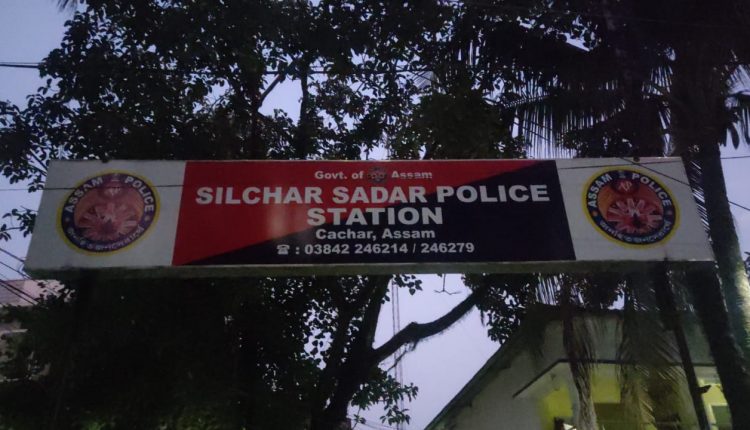 Govt. of Assam
SILCHAR SADAR POLICE
STATION
Cachar, Assam
☎ : 03842 246214 / 246279
ASSAM POLICE
ASSAM POLICE